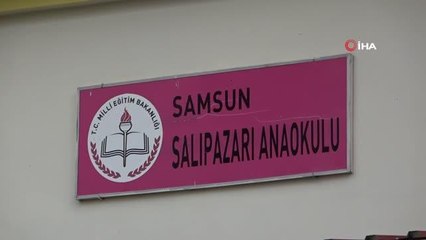 İHA
T.C. MİLLİ EĞİTİM BAKANLIĞI
SAMSUN
SALIPAZARI ANAOKULU